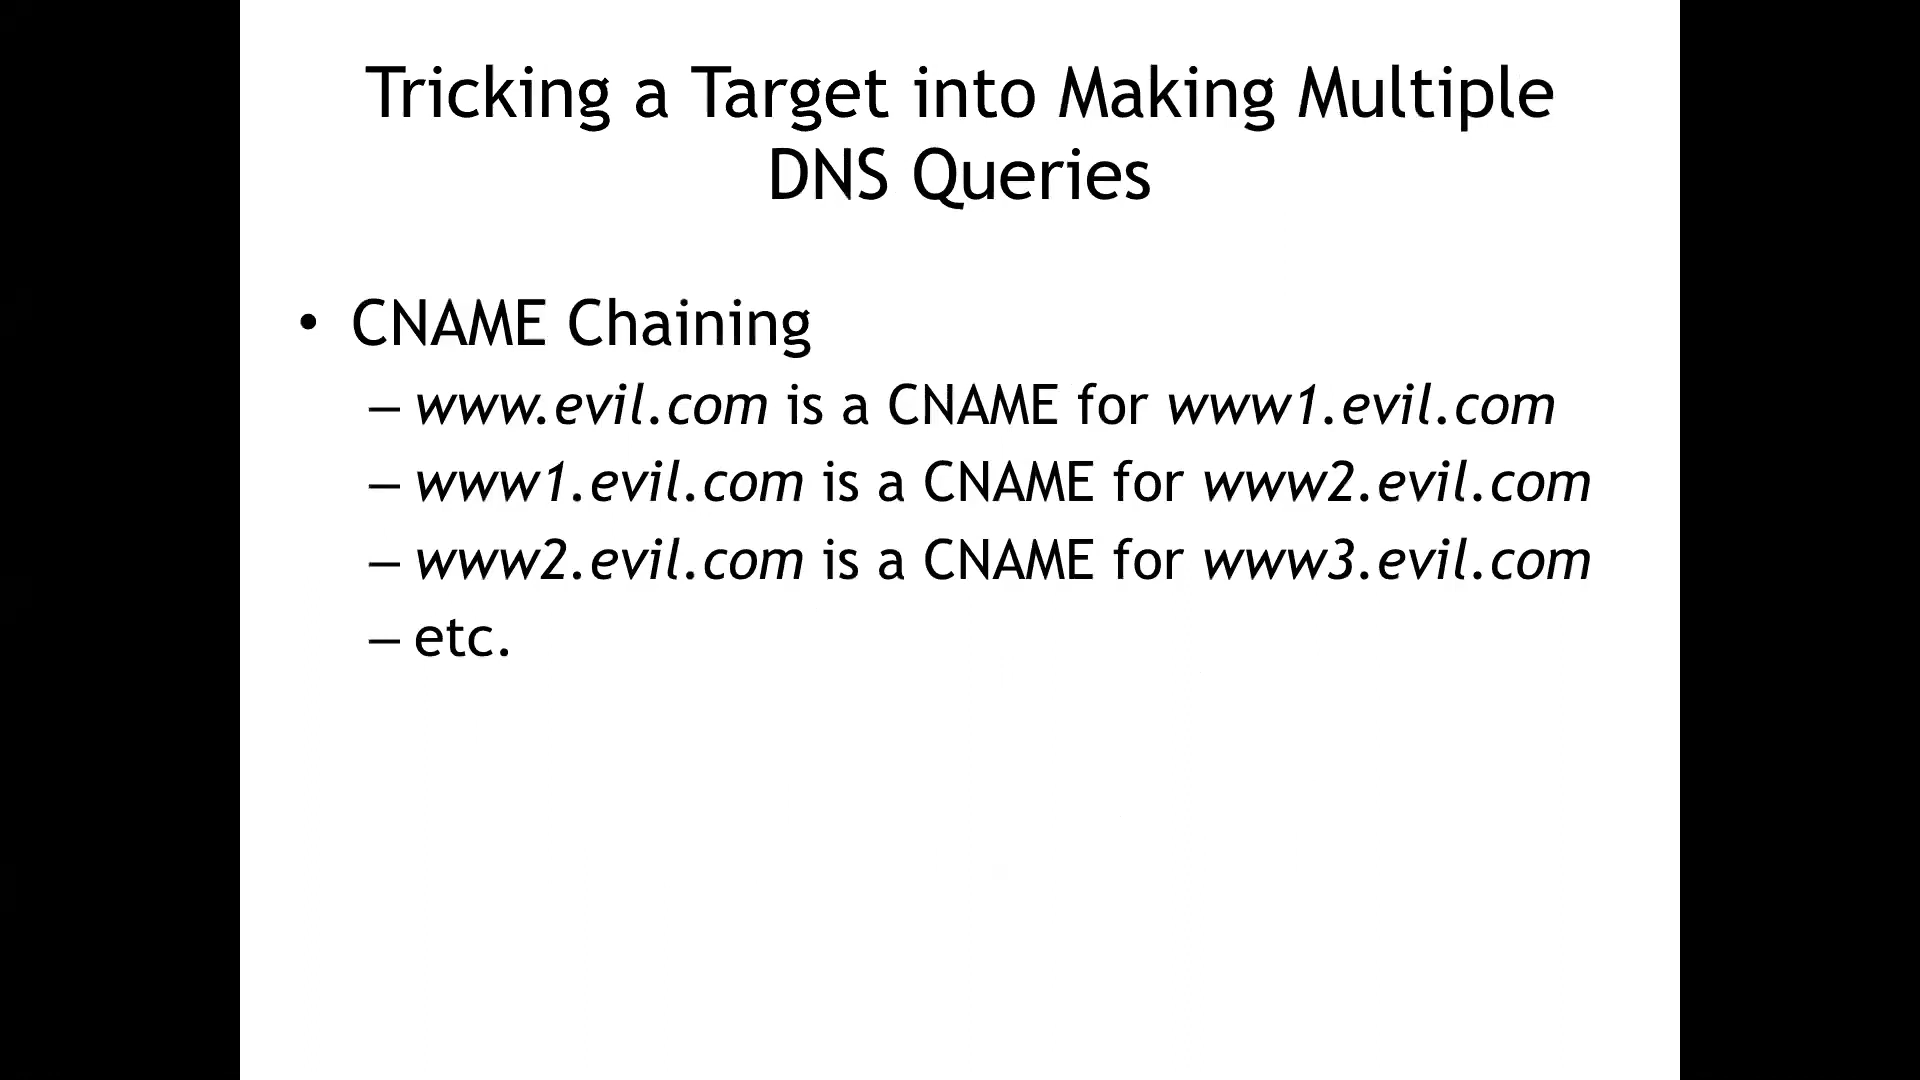 Tricking a Target into Making Multiple
DNS Queries
• CNAME Chaining
– www.evil.com is a CNAME for www1.evil.com
– www1.evil.com is a CNAME for www2.evil.com
– www2.evil.com is a CNAME for www3.evil.com
– etc.